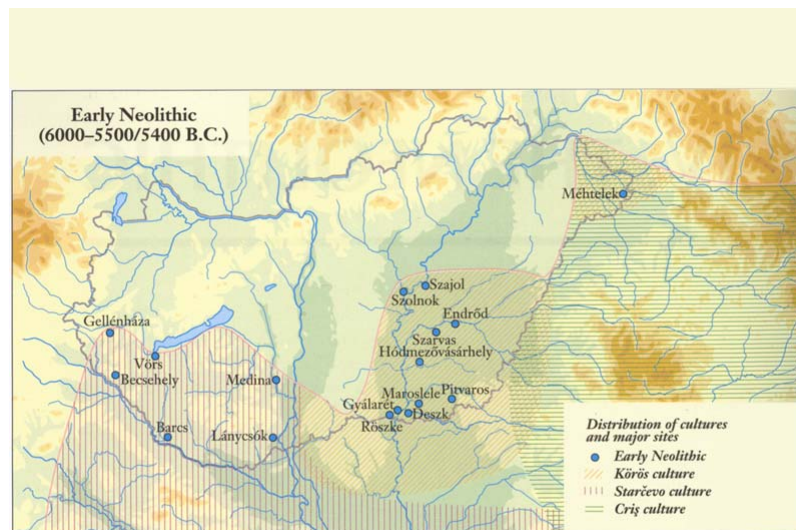 Early Neolithic
(6000–5500/5400 B.C.)
Méhtelek
Szajol
Szolnok
Endrőd
Szarvas
Hódmezővásárhely
Gellénháza
Vörs
Becsehely
Medina
Maroslele
Pitvaros
Gyálarét
Deszk
Röszke
Barcs
Lánycsók
Distribution of cultures
and major sites
Early Neolithic
Körös culture
Starčevo culture
Criş culture